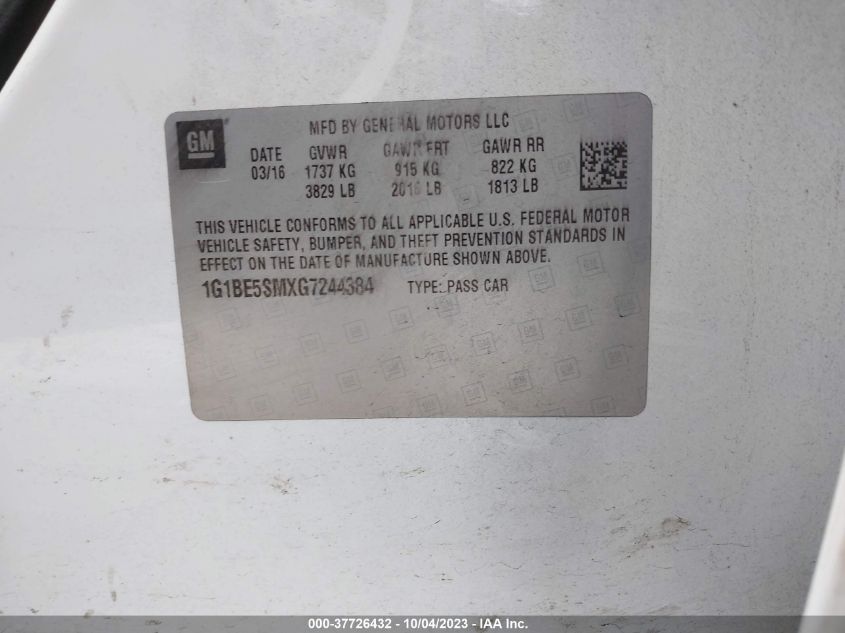 GM
MFD BY GENERAL MOTORS LLC
DATE GVWR GAWR FRT GAWR RR
03/16 1737 KG 915 KG 822 KG
3829 LB 2016 LB 1813 LB
THIS VEHICLE CONFORMS TO ALL APPLICABLE U.S. FEDERAL MOTOR
VEHICLE SAFETY, BUMPER, AND THEFT PREVENTION STANDARDS IN
EFFECT ON THE DATE OF MANUFACTURE SHOWN ABOVE.
1G1BE5SMXG7244384 TYPE: PASS CAR
000-37726432 - 10/04/2023 - IAA Inc.